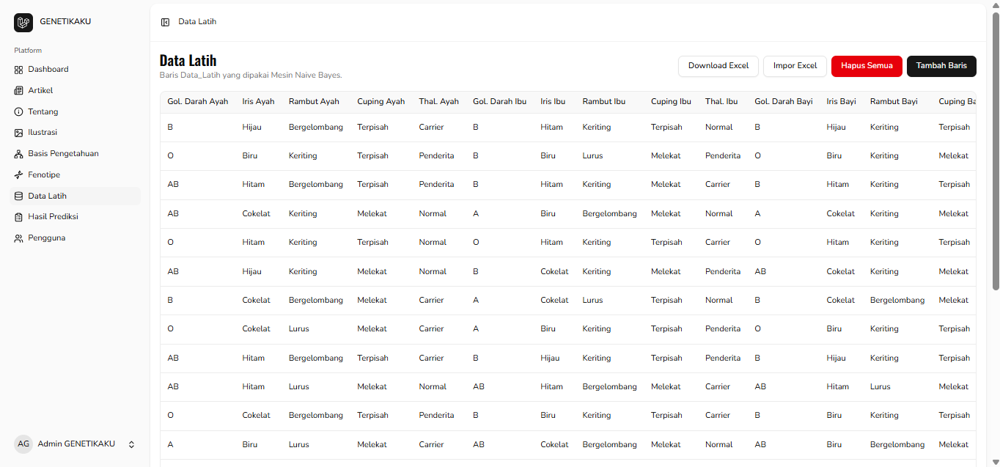 GENETIKAKU
Platform
Dashboard
Artikel
Tentang
Ilustrasi
Basis Pengetahuan
Fenotipe
Data Latih
Hasil Prediksi
Pengguna
AG Admin GENETIKAKU
Data Latih
Data Latih
Baris Data_Latih yang dipakai Mesin Naive Bayes.
Download Excel Impor Excel Hapus Semua Tambah Baris
Gol. Darah Ayah Iris Ayah Rambut Ayah Cuping Ayah Thal. Ayah Gol. Darah Ibu Iris Ibu Rambut Ibu Cuping Ibu Thal. Ibu Gol. Darah Bayi Iris Bayi Rambut Bayi Cuping Ba
B Hijau Bergelombang Terpisah Carrier B Hitam Keriting Terpisah Normal B Hijau Keriting Terpisah
O Biru Keriting Terpisah Penderita B Biru Lurus Melekat Penderita O Biru Keriting Melekat
AB Hitam Bergelombang Terpisah Penderita B Hitam Keriting Melekat Carrier B Hitam Keriting Terpisah
AB Cokelat Keriting Melekat Normal A Biru Bergelombang Melekat Normal A Cokelat Keriting Melekat
O Hitam Keriting Terpisah Normal O Hitam Keriting Terpisah Carrier O Hitam Keriting Terpisah
AB Hijau Keriting Melekat Normal B Cokelat Keriting Melekat Penderita AB Cokelat Keriting Melekat
B Cokelat Bergelombang Melekat Carrier A Cokelat Lurus Terpisah Normal B Cokelat Bergelombang Melekat
O Cokelat Lurus Melekat Carrier A Biru Keriting Terpisah Penderita O Biru Keriting Terpisah
AB Hitam Bergelombang Terpisah Carrier B Hijau Keriting Terpisah Penderita B Hijau Keriting Terpisah
AB Hitam Lurus Melekat Normal AB Hitam Bergelombang Melekat Carrier AB Hitam Lurus Melekat
O Cokelat Bergelombang Terpisah Penderita B Biru Keriting Terpisah Carrier B Biru Keriting Terpisah
A Biru Lurus Melekat Carrier AB Cokelat Bergelombang Melekat Normal AB Biru Bergelombang Melekat